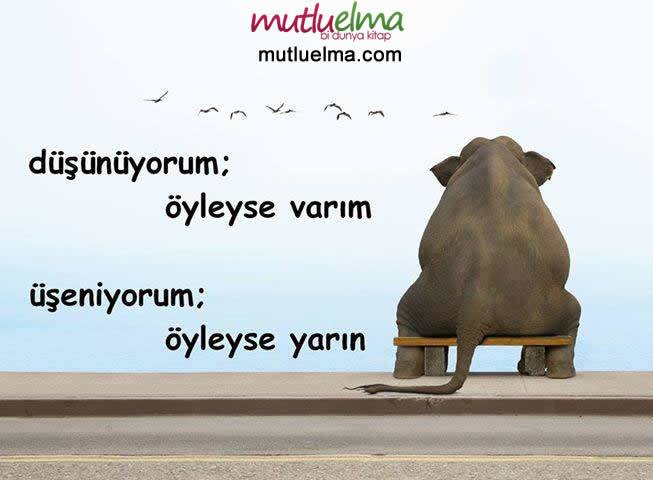 mutluelma
bi dünya kitap
mutluelma.com
düşünüyorum;
öyleyse varım
üşeniyorum;
öyleyse yarın